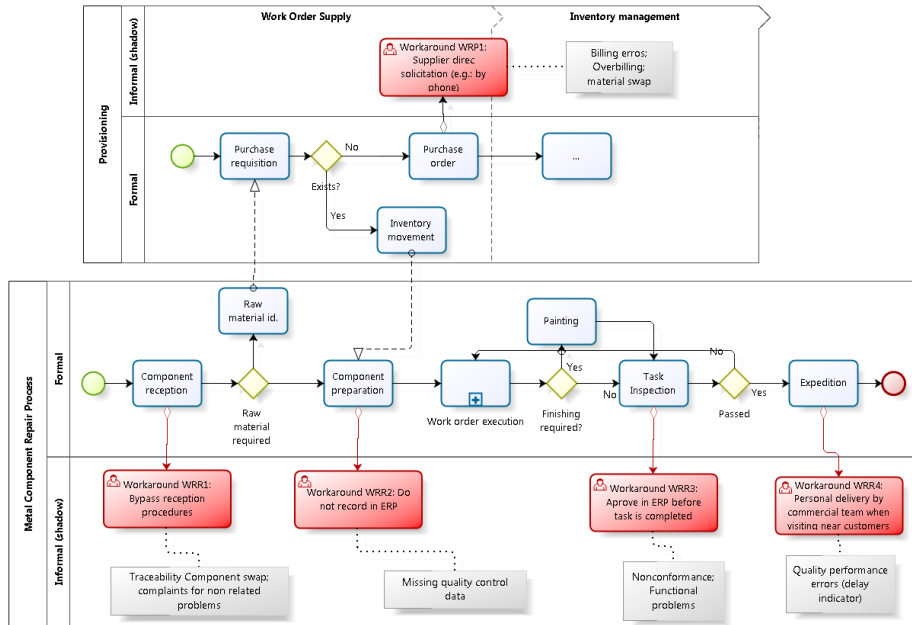 Work Order Supply
Inventory management
Provisioning
Informal (shadow)
Workaround WRP1:
Supplier direc
solicitation (e.g.: by
phone)
Billing erros;
Overbilling;
material swap
Formal
Purchase
requisition
Exists?
No
Yes
Purchase
order
...
Inventory
movement
Metal Component Repair Process
Formal
Raw
material id.
Component
reception
Raw
material
required
Component
preparation
Work order execution
Painting
Yes
Finishing
required?
No
Task
Inspection
No
Passed
Yes
Expedition
Informal (shadow)
Workaround WRR1:
Bypass reception
procedures
Workaround WRR2: Do
not record in ERP
Workaround WRR3:
Aprove in ERP before
task is completed
Workaround WRR4:
Personal delivery by
commercial team when
visiting near customers
Traceability Component swap;
complaints for non related
problems
Missing quality control
data
Nonconformance;
Functional
problems
Quality performance
errors (delay
indicator)